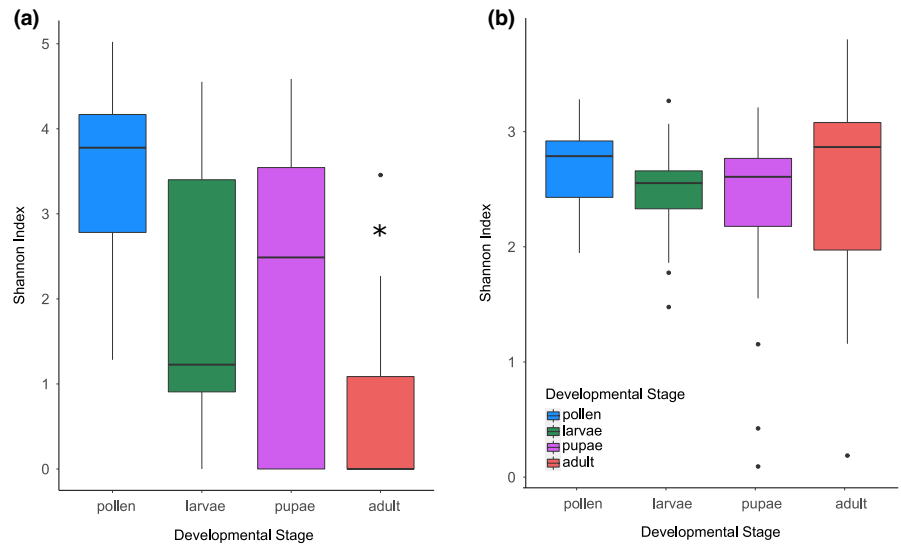 (a)
Shannon Index
5
4
3
2
1
0
*
pollen larvae pupae adult
Developmental Stage
(b)
Shannon Index
3
2
1
0
Developmental Stage
pollen
larvae
pupae
adult
pollen larvae pupae adult
Developmental Stage